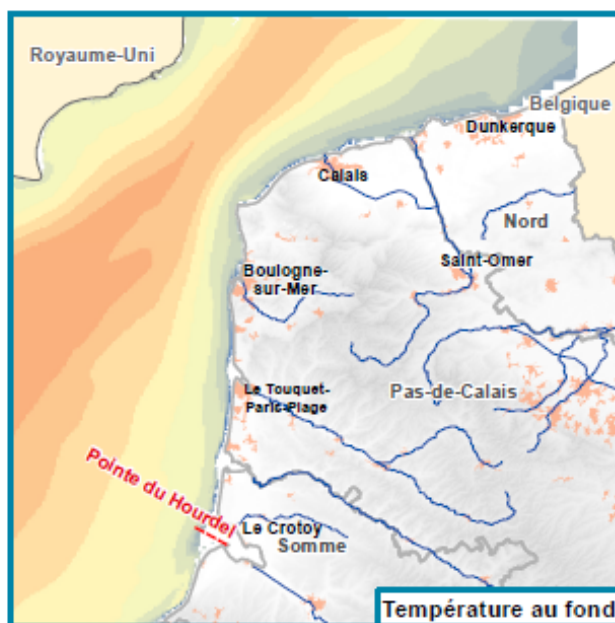 Royaume-Uni
Belgique
Dunkerque
Calais
Nord
Saint-Omer
Boulogne-
sur-Mer
Le Touquet-
Paris-Plage
Pas-de-Calais
Pointe du Hourdel
Le Crotoy
Somme
Température au fond